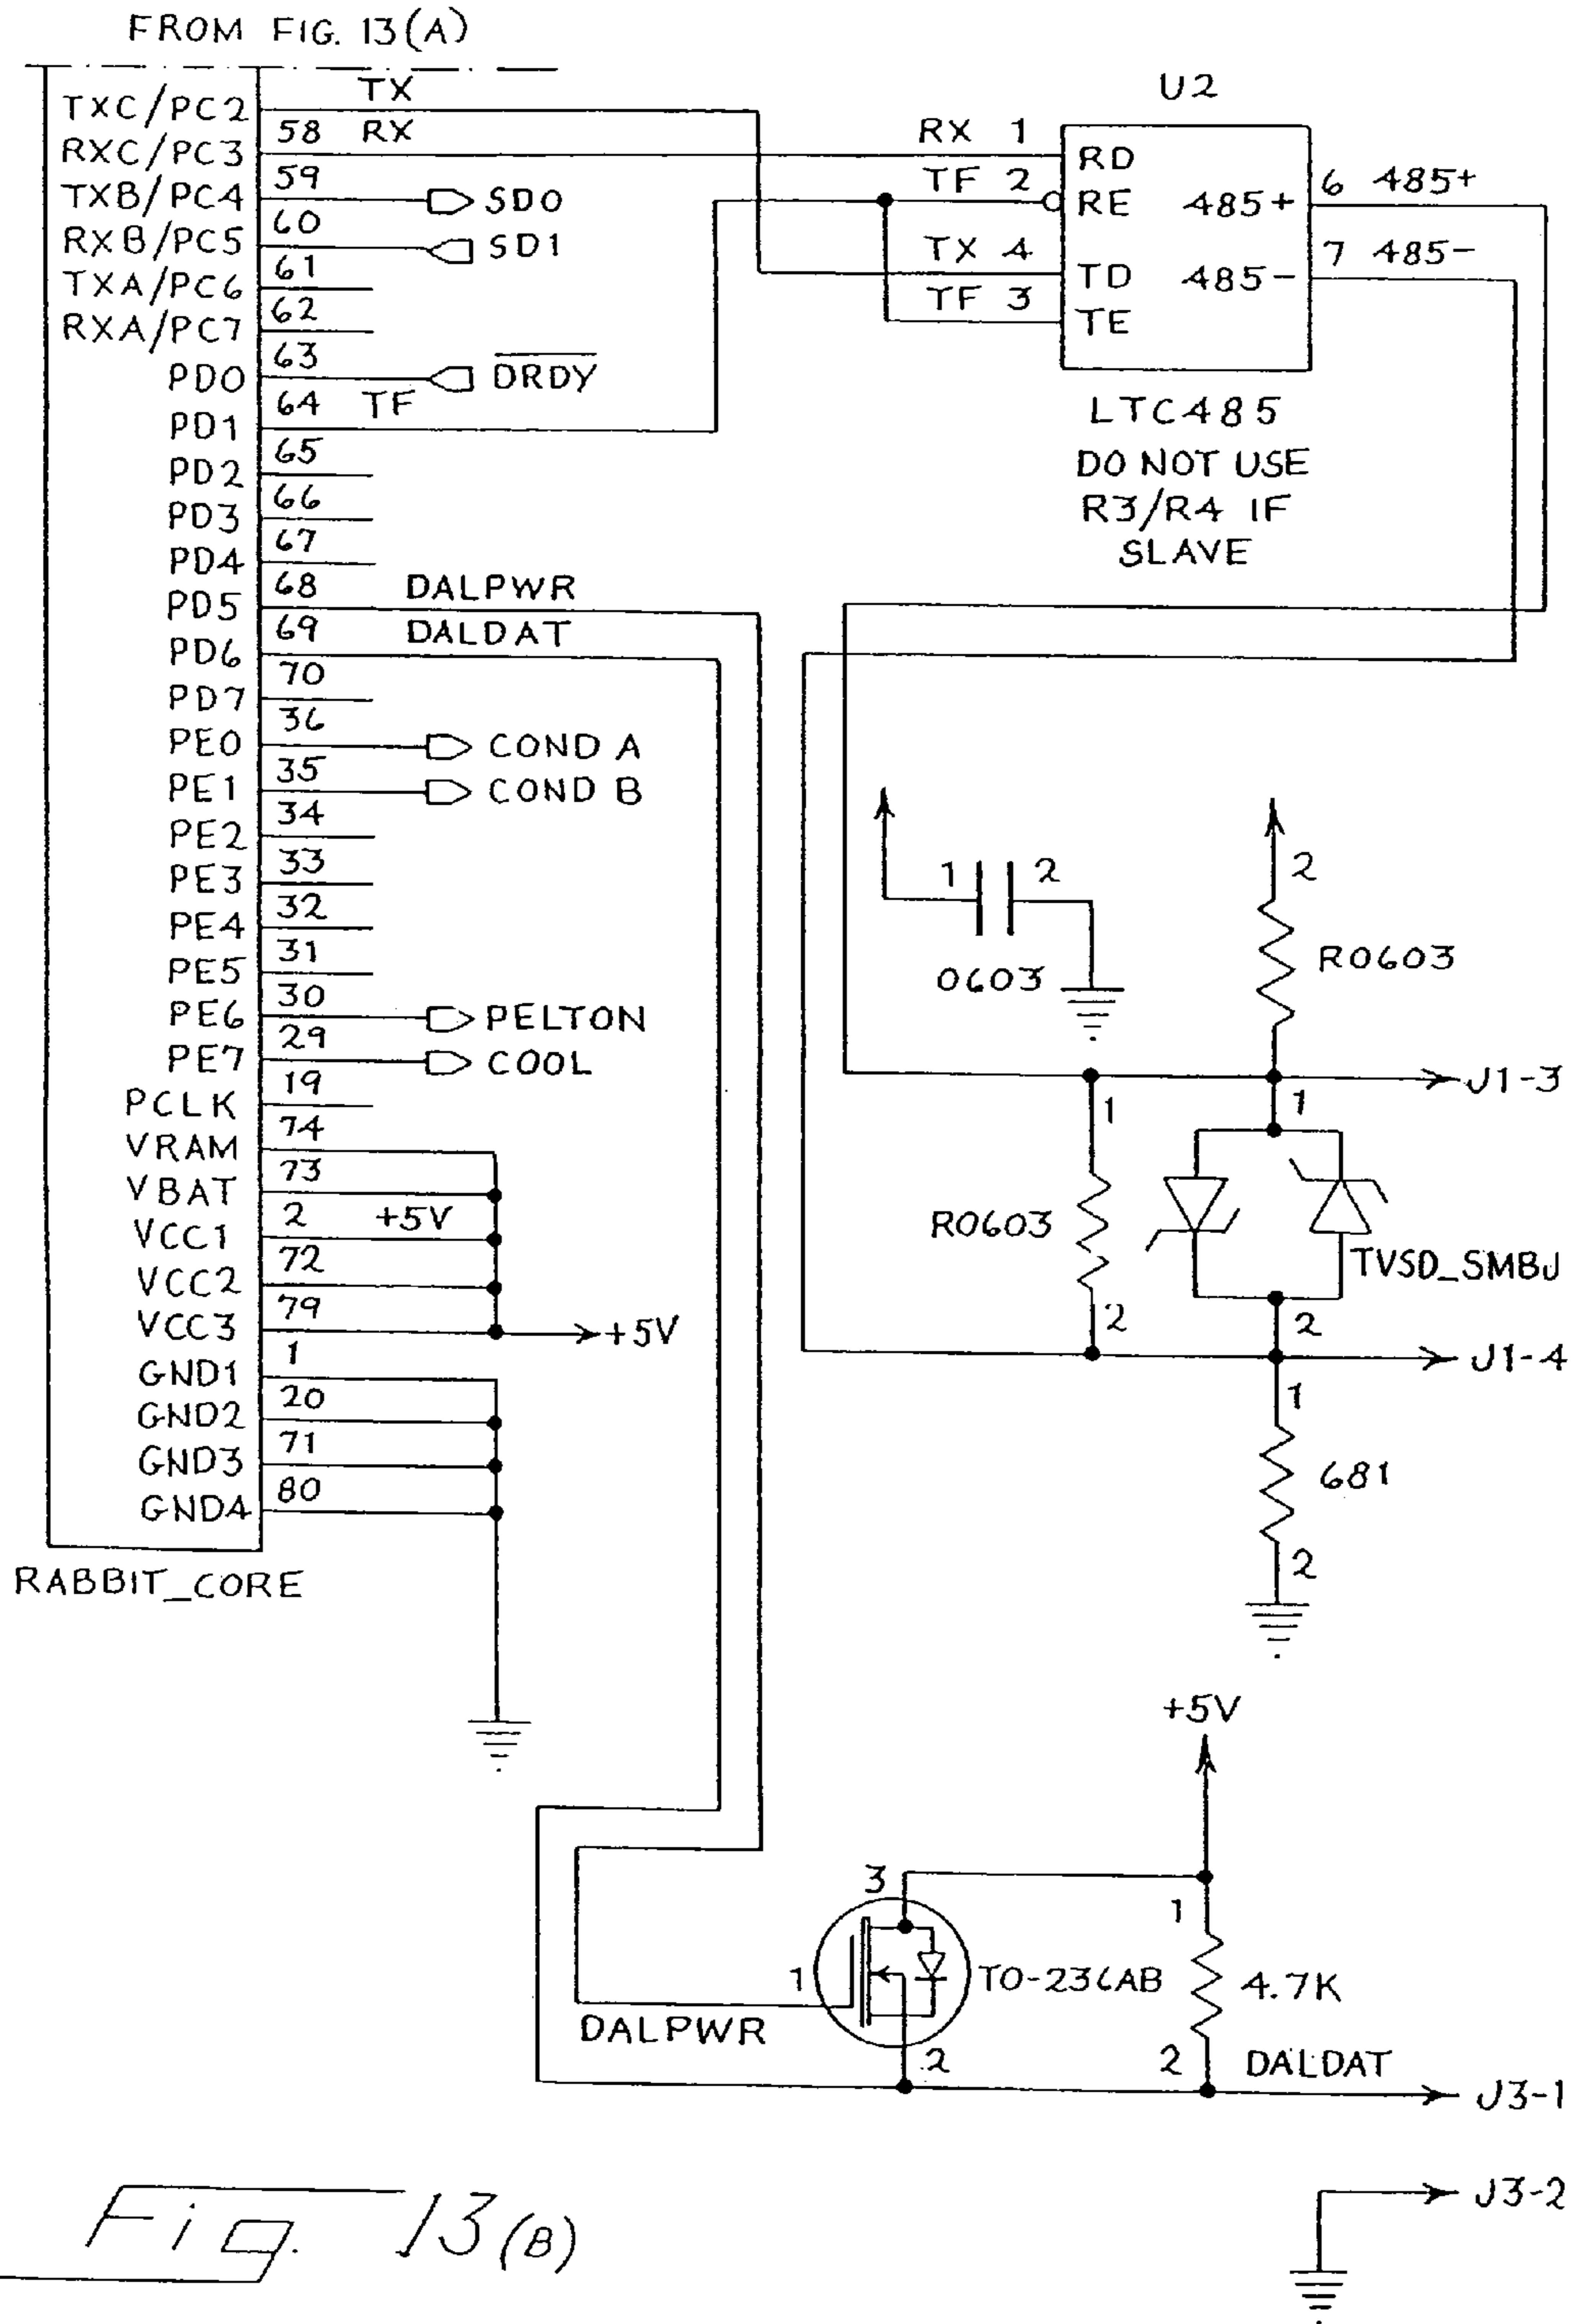 FROM FIG. 13(A)
TXC/PC2
TX
58 RX
RXC/PC3
59
TXB/PC4
SD0
60
RXB/PC5
SD1
61
TXA/PC6
62
RXA/PC7
63
PD0
DRDY
64 TF
PD1
65
PD2
66
PD3
67
PD4
68 DALPWR
PD5
69 DALDAT
PD6
70
PD7
36
PE0
COND A
35
PE1
COND B
34
PE2
33
PE3
32
PE4
31
PE5
30
PE6
PELTON
29
PE7
COOL
19
PCLK
74
VRAM
73
VBAT
2 +5V
VCC1
72
VCC2
79
VCC3
+5V
1
GND1
20
GND2
71
GND3
80
GND4
RABBIT_CORE
U2
RX 1
RD
TF 2
RE
TX 4
TD
TF 3
TE
485+
6 485+
485-
7 485-
LTC485
DO NOT USE
R3/R4 IF
SLAVE
1 2
0603
2
R0603
J1-3
1
1
R0603
TVSD_SMBJ
2
2
J1-4
1
681
2
+5V
3
1
1
TO-236AB
4.7K
DALPWR
2
2 DALDAT
J3-1
J3-2
Fig. 13(B)